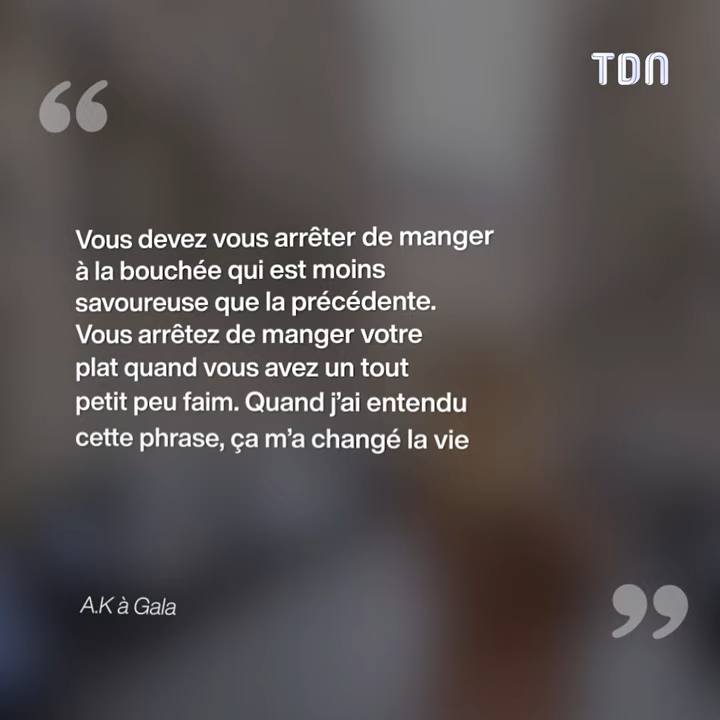 TDN
“
Vous devez vous arrêter de manger
à la bouchée qui est moins
savoureuse que la précédente.
Vous arrêtez de manger votre
plat quand vous avez un tout
petit peu faim. Quand j’ai entendu
cette phrase, ça m’a changé la vie
A.K à Gala
”